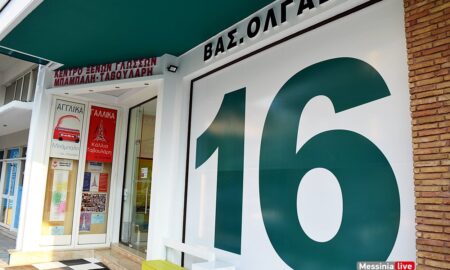 ΚΕΝΤΡΟ ΞΕΝΩΝ ΓΛΩΣΣΩΝ
ΜΠΑΜΠΑΛΗ-ΤΑΒΟΥΛΑΡΗ
ΒΑΣ.ΟΛΓΑΣ
16
ΑΓΓΛΙΚΑ
ΓΑΛΛΙΚΑ
Messinia live